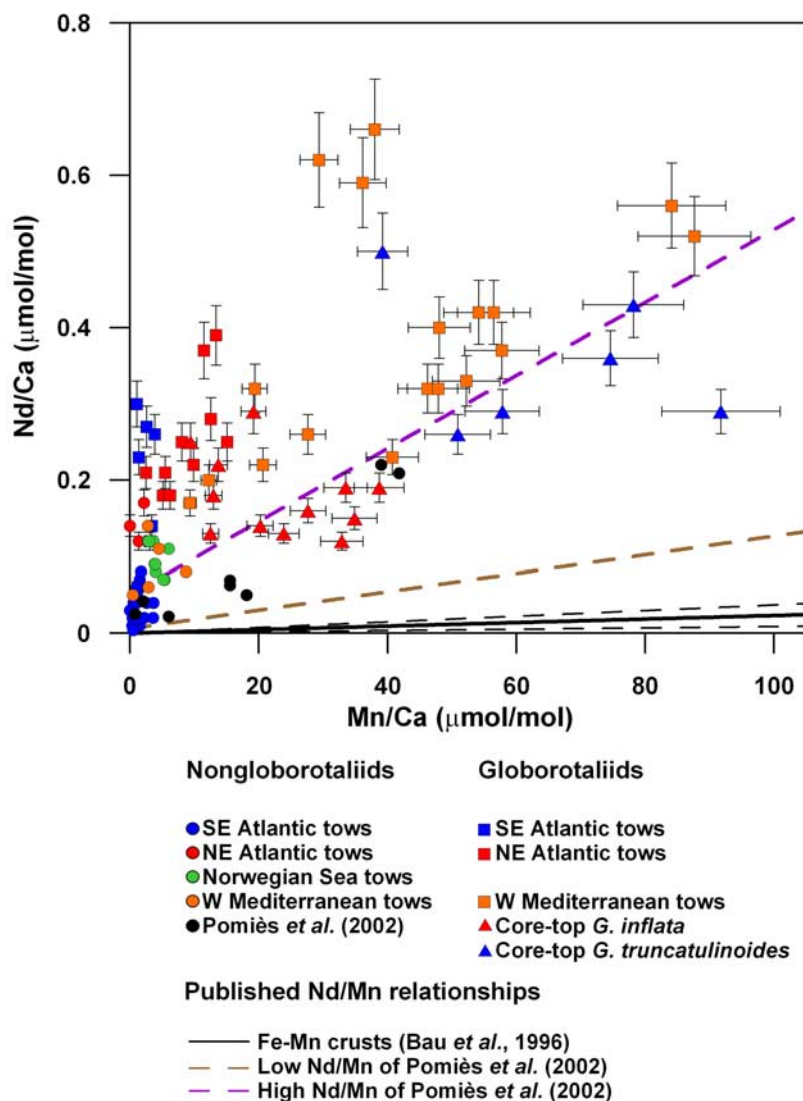 0.8
0.6
0.4
0.2
0
Nd/Ca (μmol/mol)
0 20 40 60 80 100
Mn/Ca (μmol/mol)
Nongloborotaliids
SE Atlantic tows
NE Atlantic tows
Norwegian Sea tows
W Mediterranean tows
Pomiès et al. (2002)
Globorotaliids
SE Atlantic tows
NE Atlantic tows
W Mediterranean tows
Core-top G. inflata
Core-top G. truncatulinoides
Published Nd/Mn relationships
Fe-Mn crusts (Bau et al., 1996)
Low Nd/Mn of Pomiès et al. (2002)
High Nd/Mn of Pomiès et al. (2002)